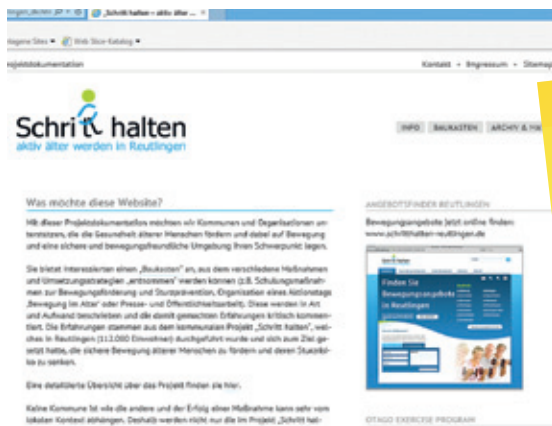 „Schritt halten – aktiv älter ...
Web Slice-Katalog
Projektdokumentation
Kontakt • Impressum • Sitemap
Schritt halten
aktiv älter werden in Reutlingen
INFO BAUKASTEN ARCHIV &
Was möchte diese Website?
Mit dieser Projektdokumentation möchten wir Kommunen und Organisationen un-
terstützen, die die Gesundheit älterer Menschen fördern und dabei auf Bewegung
und eine sichere und bewegungsfreundliche Umgebung ihren Schwerpunkt legen.
Sie bietet Interessierten einen „Baukasten" an, aus dem verschiedene Maßnahmen
und Umsetzungsstrategien „entnommen" werden können (z.B. Schulungsmaßnah-
men zur Bewegungsförderung und Sturzprävention, Organisation eines Aktionstags
„Bewegung im Alter" oder Presse- und Öffentlichkeitsarbeit). Diese werden in Art
und Aufwand beschrieben und die damit gemachten Erfahrungen kritisch kommen-
tiert. Die Erfahrungen stammen aus dem kommunalen Projekt „Schritt halten", wel-
ches in Reutlingen (112.000 Einwohner) durchgeführt wurde und sich zum Ziel ge-
setzt hatte, die sichere Bewegung älterer Menschen zu fördern und deren Sturzrisi-
ko zu senken.
Eine detaillierte Übersicht über das Projekt finden sie hier.
Keine Kommune ist wie die andere und der Erfolg einer Maßnahme kann sehr vom
lokalen Kontext abhängen. Deshalb werden nicht nur die im Projekt „Schritt hal-
ANGEBOTSFINDER REUTLINGEN
Bewegungsangebote jetzt online finden:
www.schritthalten-reutlingen.de
Finden Sie
Bewegungsangebote
in Reutlingen
OTAGO EXERCISE PROGRAM